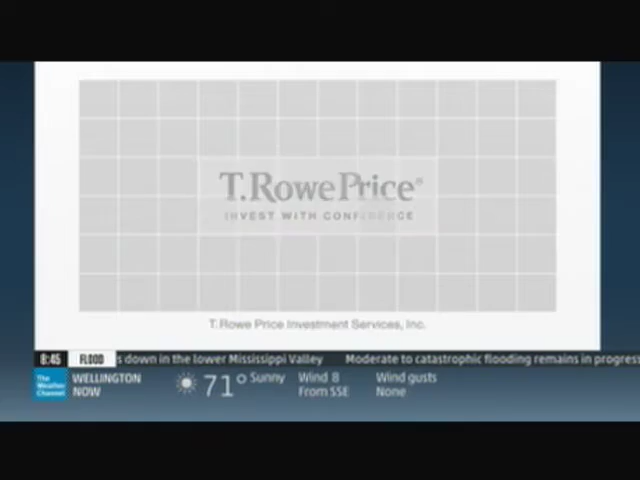 T.RowePrice®
INVEST WITH CONFIDENCE
T. Rowe Price Investment Services, Inc.
8:45 FLOOD s down in the lower Mississippi Valley Moderate to catastrophic flooding remains in progress
The Weather Channel
WELLINGTON NOW
71° Sunny
Wind 8 From SSE
Wind gusts None